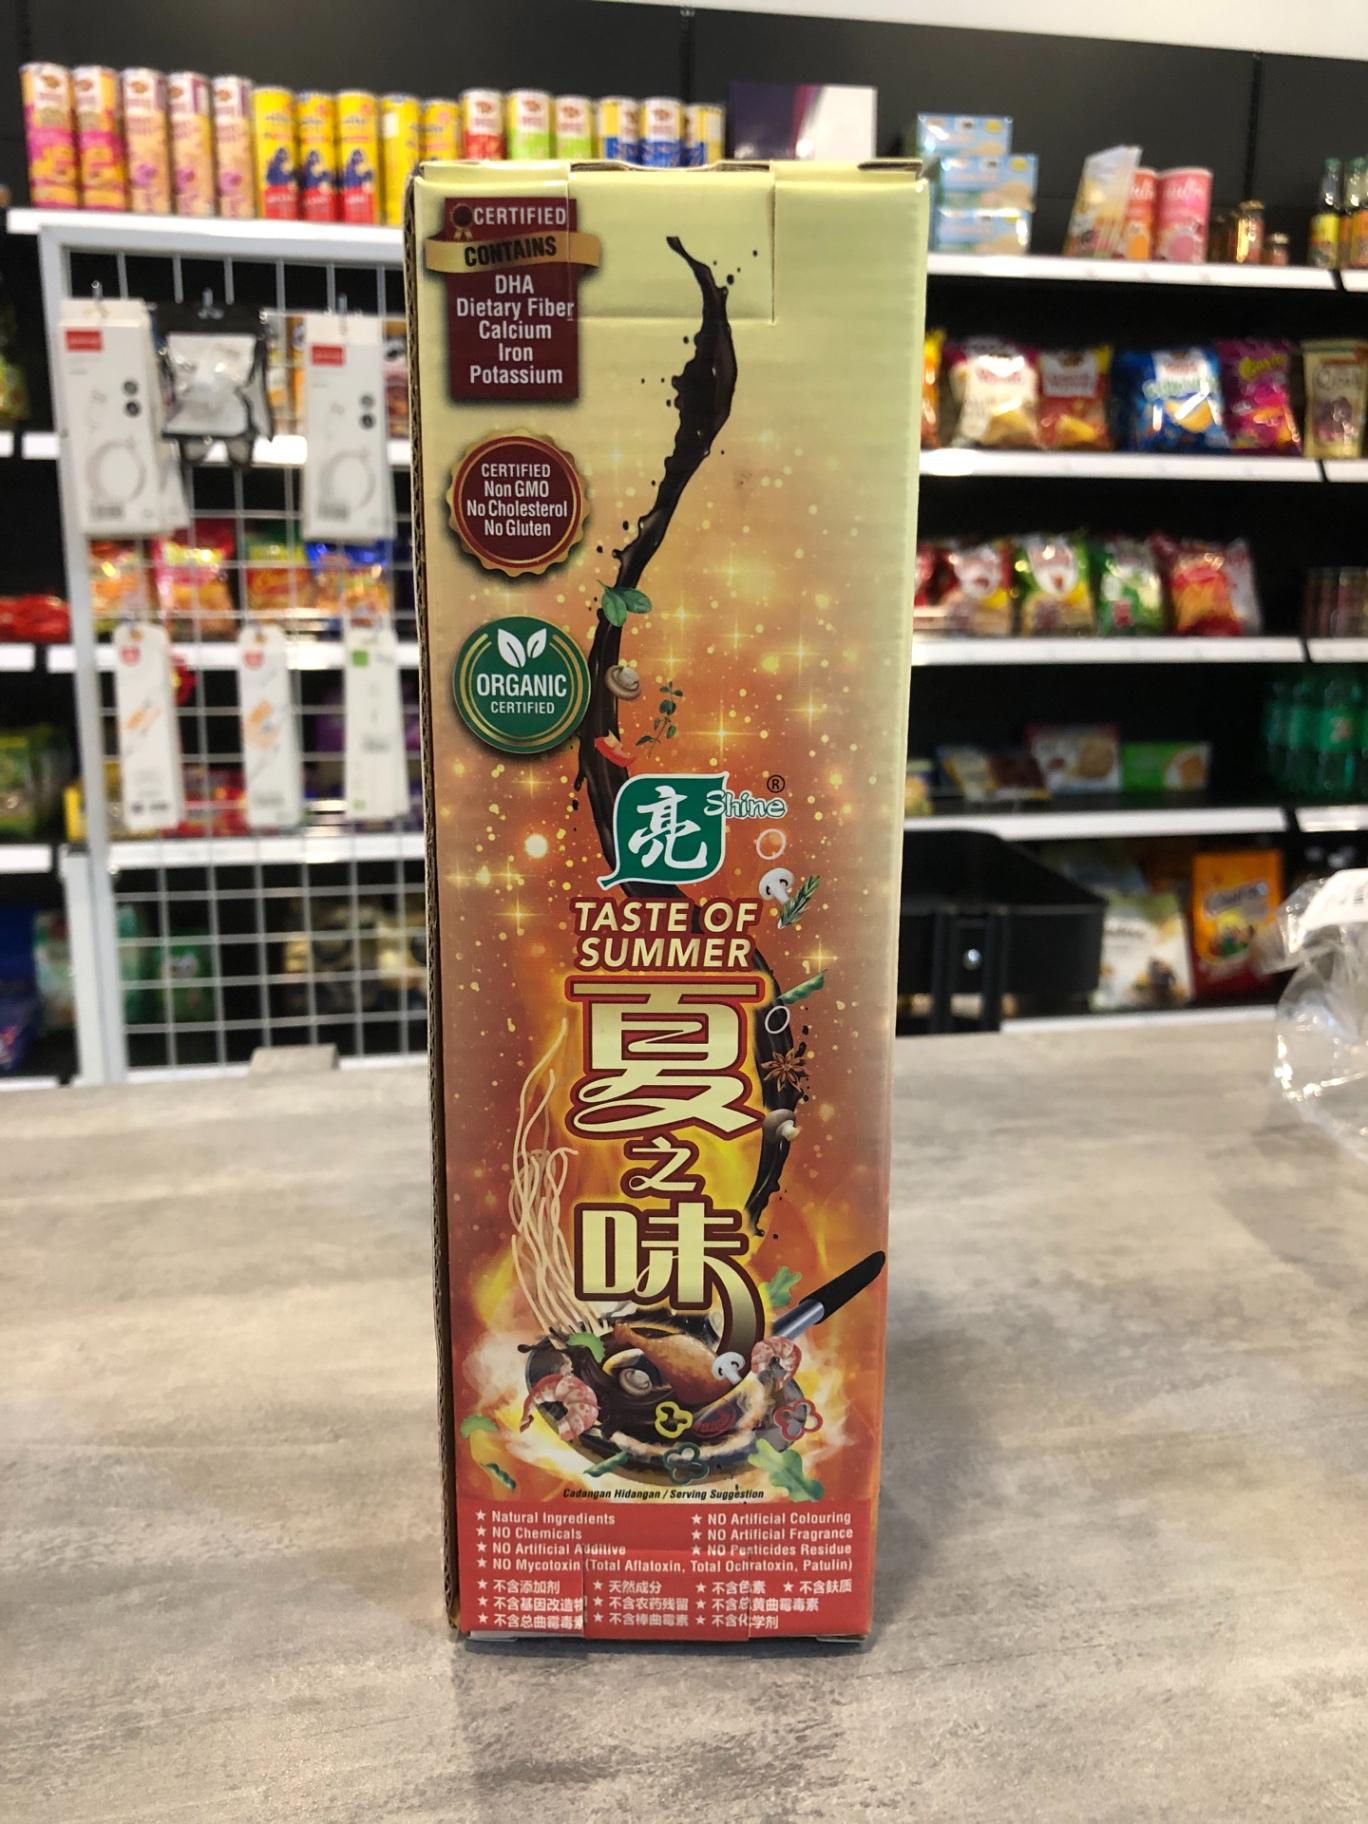 CERTIFIED
CONTAINS
DHA
Dietary Fiber
Calcium
Iron
Potassium
CERTIFIED
Non GMO
No Cholesterol
No Gluten
ORGANIC
CERTIFIED
亮 Shine ®
TASTE OF
SUMMER
夏
之
味
Cadangan Hidangan / Serving Suggestion
★ Natural Ingredients ★ NO Artificial Colouring
★ NO Chemicals ★ NO Artificial Fragrance
★ NO Artificial Additive ★ NO Pesticides Residue
★ NO Mycotoxin (Total Aflatoxin, Total Ochratoxin, Patulin)
★ 不含添加剂 ★ 天然成分 ★ 不含色素 ★ 不含麸质
★ 不含基因改造物 ★ 不含农药残留 ★ 不含总黄曲霉毒素
★ 不含总曲霉毒素 ★ 不含棒曲霉素 ★ 不含化学剂